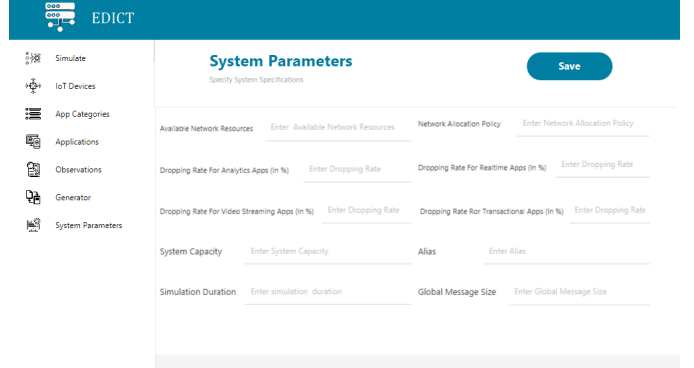 EDICT
Simulate
IoT Devices
App Categories
Applications
Observations
Generator
System Parameters
System Parameters
Specify System Specifications
Save
Available Network Resources Enter Available Network Resources
Network Allocation Policy Enter Network Allocation Policy
Dropping Rate For Analytics Apps (In %) Enter Dropping Rate
Dropping Rate For Realtime Apps (In %) Enter Dropping Rate
Dropping Rate For Video Streaming Apps (In %) Enter Dropping Rate
Dropping Rate Ror Transactional Apps (In %) Enter Dropping Rate
System Capacity Enter System Capacity
Alias Enter Alias
Simulation Duration Enter simulation duration
Global Message Size Enter Global Message Size